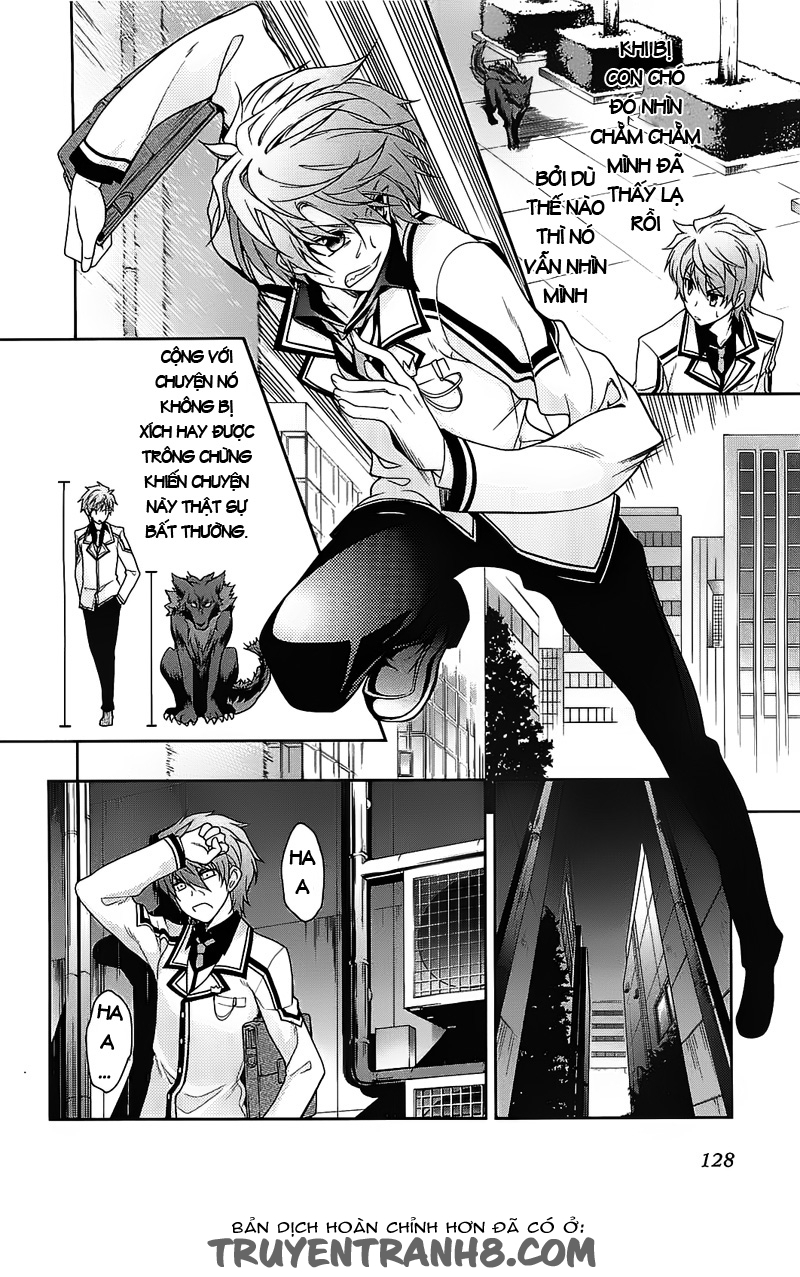 KHI BỊ
CON CHÓ
ĐÓ NHÌN
CHẰM CHẰM
MÌNH ĐÃ
THẤY LẠ
RỒI
BỞI DÙ
THẾ NÀO
THÌ NÓ
VẪN NHÌN
MÌNH
CỘNG VỚI
CHUYỆN NÓ
KHÔNG BỊ
XÍCH HAY ĐƯỢC
TRÔNG CHỪNG
KHIẾN CHUYỆN
NÀY THẬT SỰ
BẤT THƯỜNG.
HA
A
HA
A
...
128
BẢN DỊCH HOÀN CHỈNH HƠN ĐÃ CÓ Ở:
TRUYENTRANH8.COM